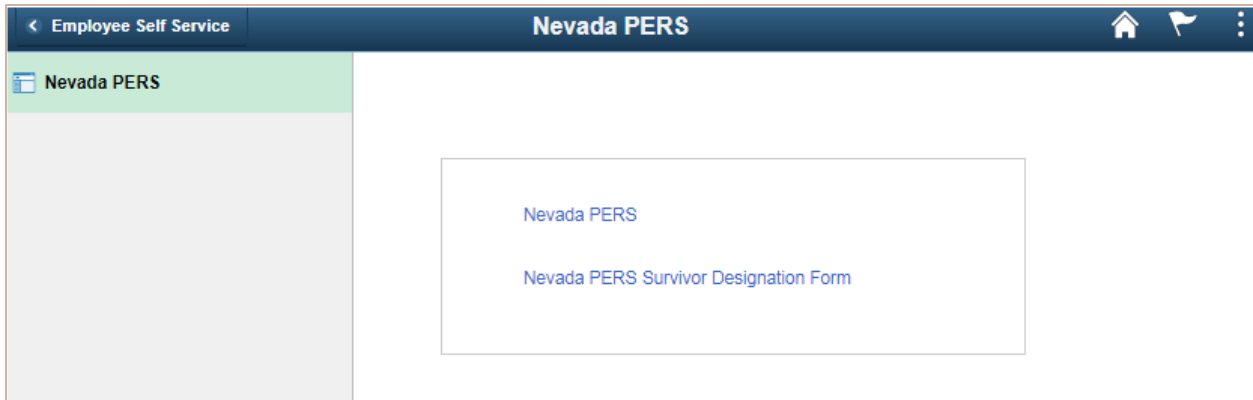 Employee Self Service
Nevada PERS
Nevada PERS
Nevada PERS
Nevada PERS Survivor Designation Form